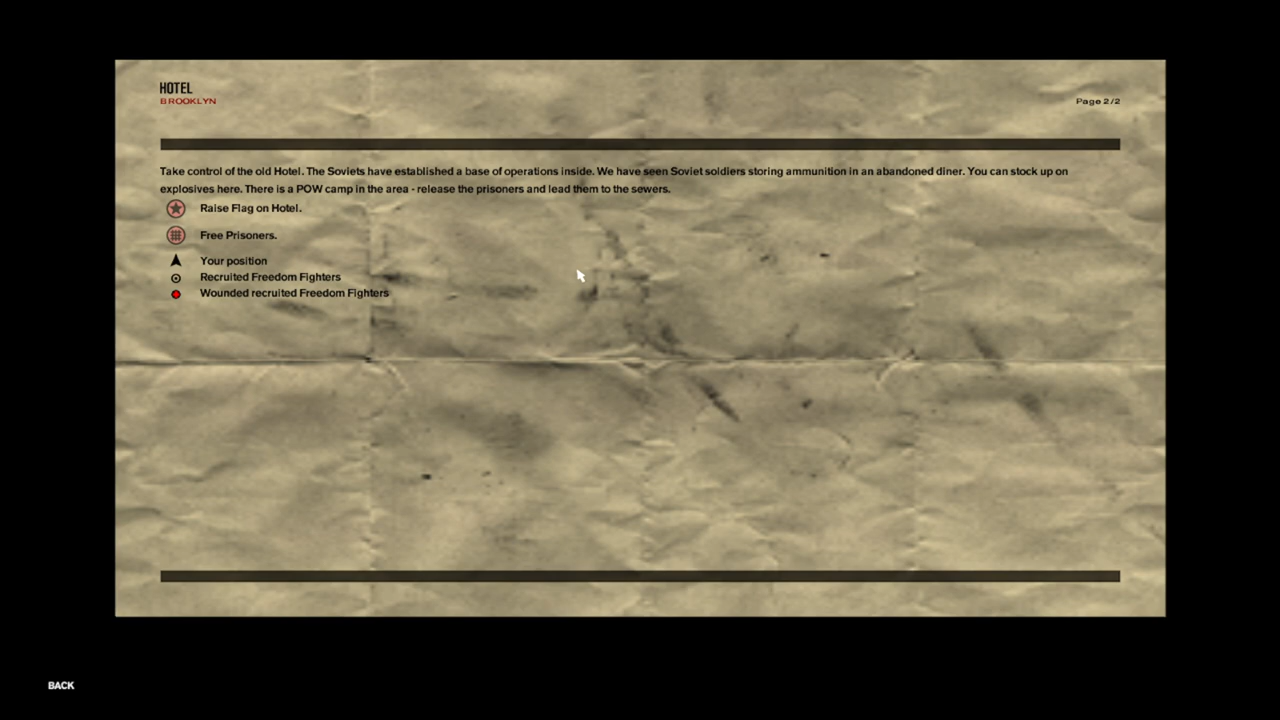 HOTEL
BROOKLYN
Page 2/2
Take control of the old Hotel. The Soviets have established a base of operations inside. We have seen Soviet soldiers storing ammunition in an abandoned diner. You can stock up on
explosives here. There is a POW camp in the area - release the prisoners and lead them to the sewers.
Raise Flag on Hotel.
Free Prisoners.
Your position
Recruited Freedom Fighters
Wounded recruited Freedom Fighters
BACK